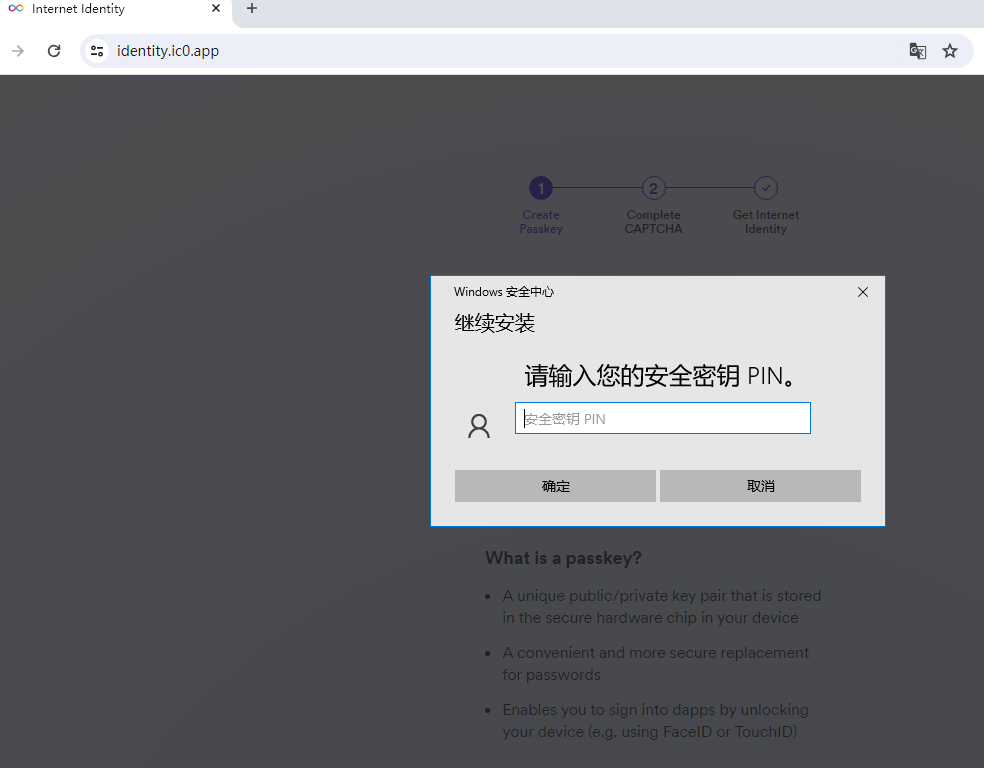 Internet Identity
identity.ic0.app
1
2
Create
Passkey
Complete
CAPTCHA
Get Internet
Identity
Windows 安全中心
继续安装
请输入您的安全密钥 PIN。
安全密钥 PIN
确定
取消
What is a passkey?
A unique public/private key pair that is stored
in the secure hardware chip in your device
A convenient and more secure replacement
for passwords
Enables you to sign into dapps by unlocking
your device (e.g. using FaceID or TouchID)